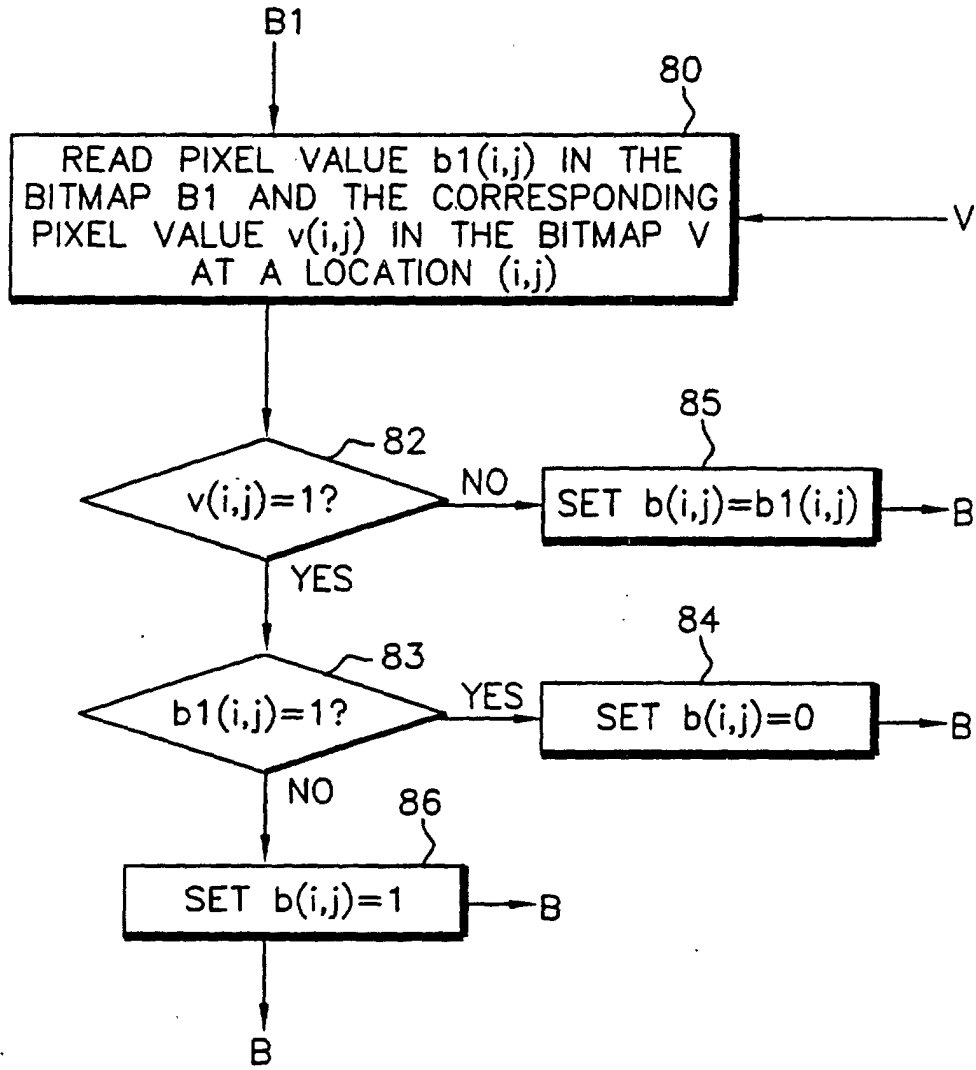 B1
80
READ PIXEL VALUE b1(i,j) IN THE
BITMAP B1 AND THE CORRESPONDING
PIXEL VALUE v(i,j) IN THE BITMAP V
AT A LOCATION (i,j)
V
82
v(i,j)=1?
NO
85
SET b(i,j)=b1(i,j)
B
YES
83
b1(i,j)=1?
YES
84
SET b(i,j)=0
B
NO
86
SET b(i,j)=1
B
B